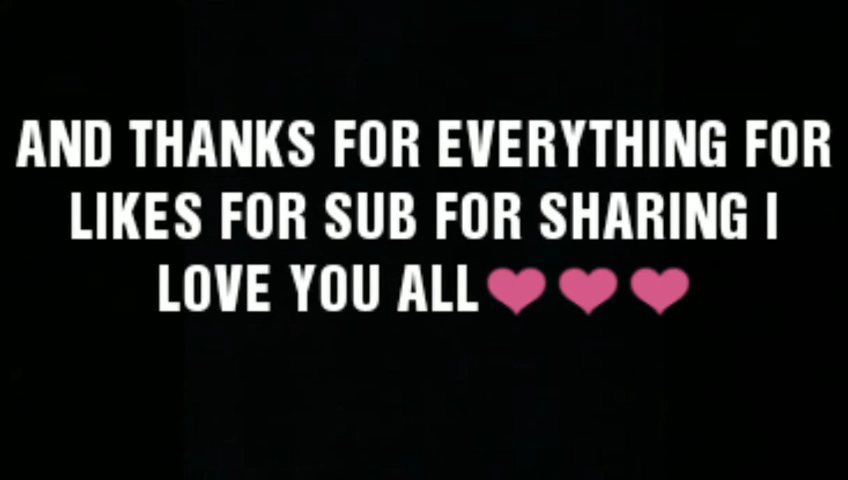 AND THANKS FOR EVERYTHING FOR
LIKES FOR SUB FOR SHARING I
LOVE YOU ALL💗💗💗